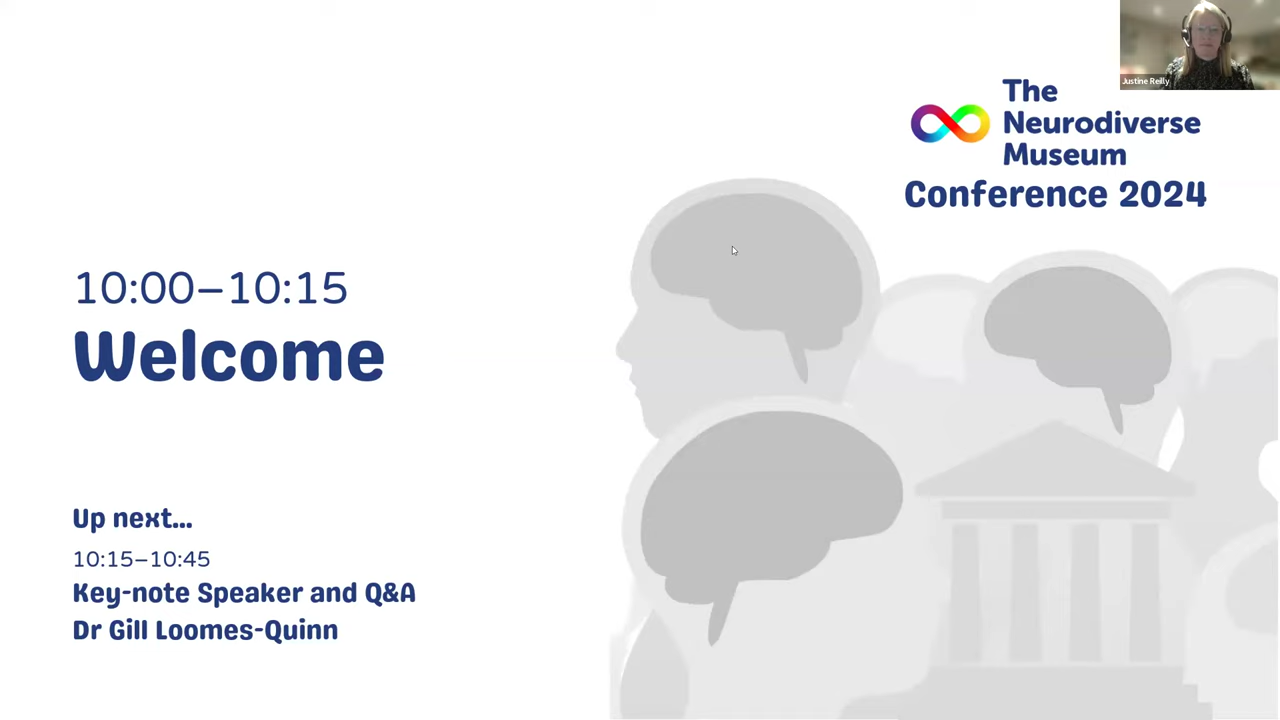 Justine Reilly
The
Neurodiverse
Museum
Conference 2024
10:00–10:15
Welcome
Up next...
10:15–10:45
Key-note Speaker and Q&A
Dr Gill Loomes-Quinn